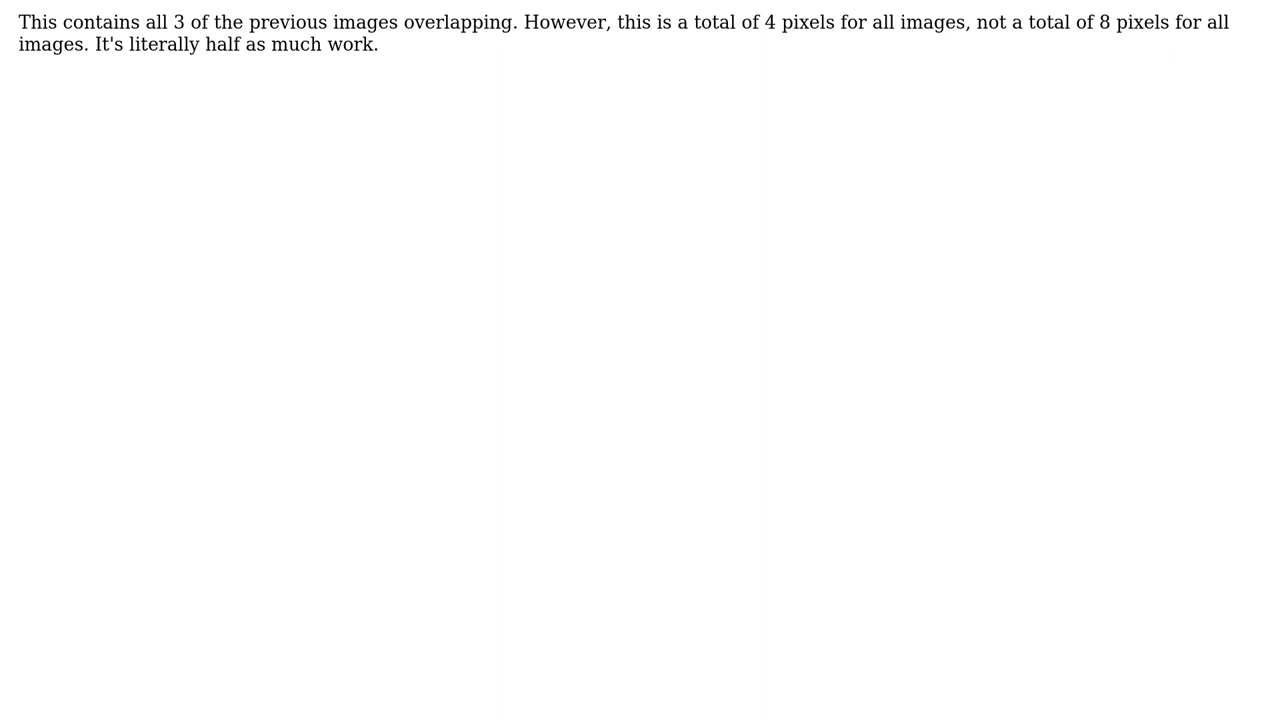 This contains all 3 of the previous images overlapping. However, this is a total of 4 pixels for all images, not a total of 8 pixels for all
images. It's literally half as much work.